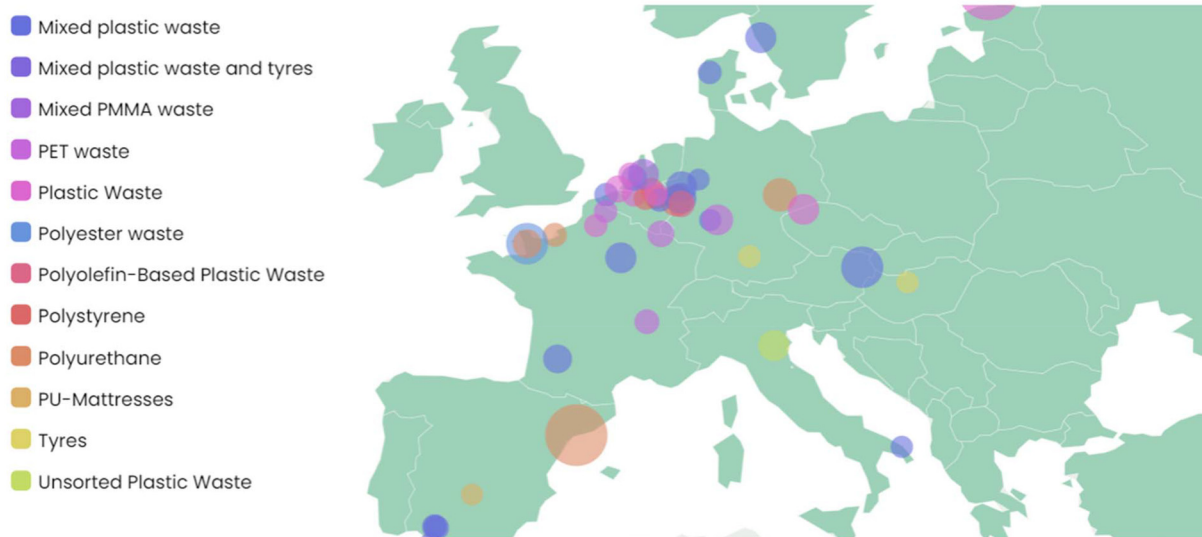 Mixed plastic waste
Mixed plastic waste and tyres
Mixed PMMA waste
PET waste
Plastic Waste
Polyester waste
Polyolefin-Based Plastic Waste
Polystyrene
Polyurethane
PU-Mattresses
Tyres
Unsorted Plastic Waste